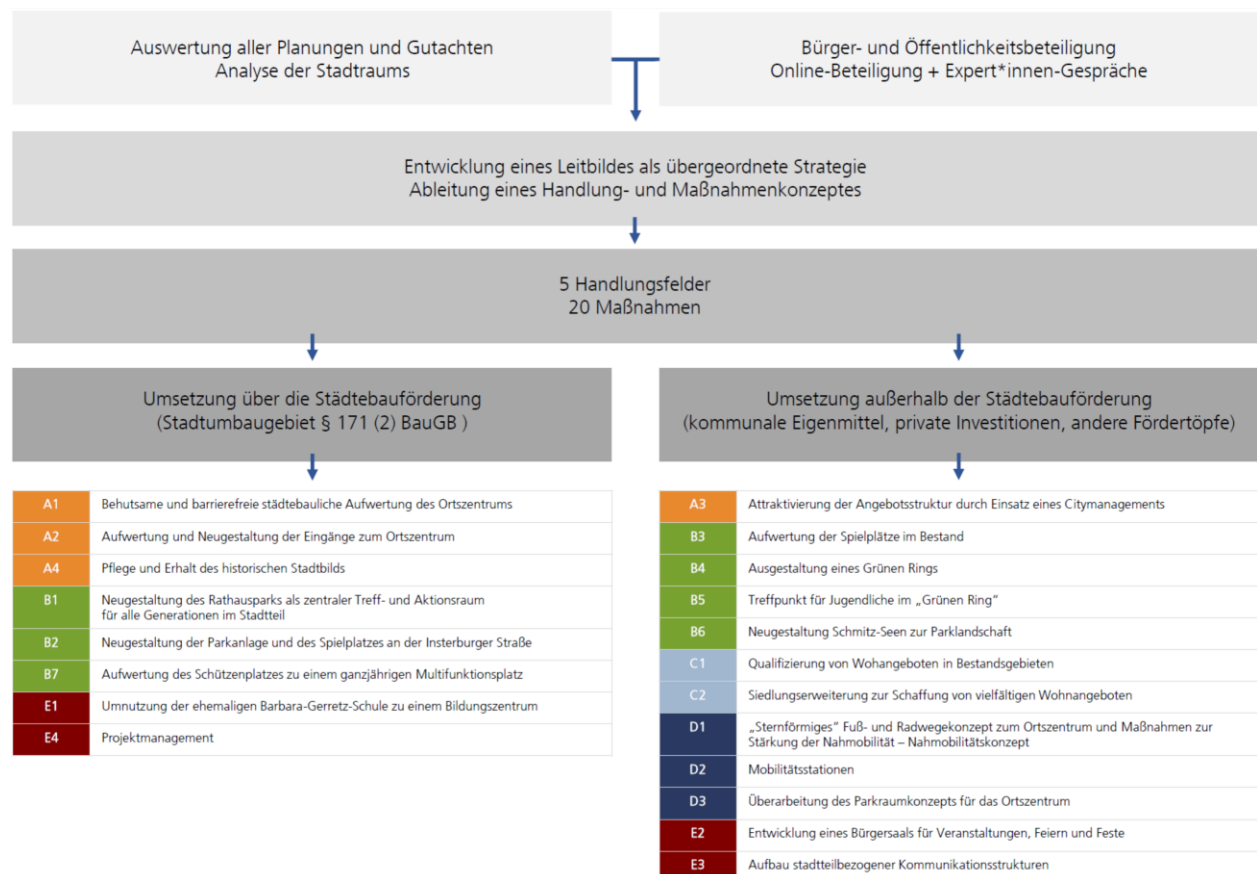 Auswertung aller Planungen und Gutachten
Analyse der Stadtraums
Bürger- und Öffentlichkeitsbeteiligung
Online-Beteiligung + Expert*innen-Gespräche
Entwicklung eines Leitbildes als übergeordnete Strategie
Ableitung eines Handlung- und Maßnahmenkonzeptes
5 Handlungsfelder
20 Maßnahmen
Umsetzung über die Städtebauförderung
(Stadtumbaugebiet § 171 (2) BauGB )
Umsetzung außerhalb der Städtebauförderung
(kommunale Eigenmittel, private Investitionen, andere Fördertöpfe)
A1 Behutsame und barrierefreie städtebauliche Aufwertung des Ortszentrums
A2 Aufwertung und Neugestaltung der Eingänge zum Ortszentrum
A4 Pflege und Erhalt des historischen Stadtbilds
B1 Neugestaltung des Rathausparks als zentraler Treff- und Aktionsraum
für alle Generationen im Stadtteil
B2 Neugestaltung der Parkanlage und des Spielplatzes an der Insterburger Straße
B7 Aufwertung des Schützenplatzes zu einem ganzjährigen Multifunktionsplatz
E1 Umnutzung der ehemaligen Barbara-Gerretz-Schule zu einem Bildungszentrum
E4 Projektmanagement
A3 Attraktivierung der Angebotsstruktur durch Einsatz eines Citymanagements
B3 Aufwertung der Spielplätze im Bestand
B4 Ausgestaltung eines Grünen Rings
B5 Treffpunkt für Jugendliche im „Grünen Ring“
B6 Neugestaltung Schmitz-Seen zur Parklandschaft
C1 Qualifizierung von Wohangeboten in Bestandsgebieten
C2 Siedlungserweiterung zur Schaffung von vielfältigen Wohnangeboten
D1 „Sternförmiges“ Fuß- und Radwegekonzept zum Ortszentrum und Maßnahmen zur
Stärkung der Nahmobilität – Nahmobilitätskonzept
D2 Mobilitätsstationen
D3 Überarbeitung des Parkraumkonzepts für das Ortszentrum
E2 Entwicklung eines Bürgersaals für Veranstaltungen, Feiern und Feste
E3 Aufbau stadtteilbezogener Kommunikationsstrukturen